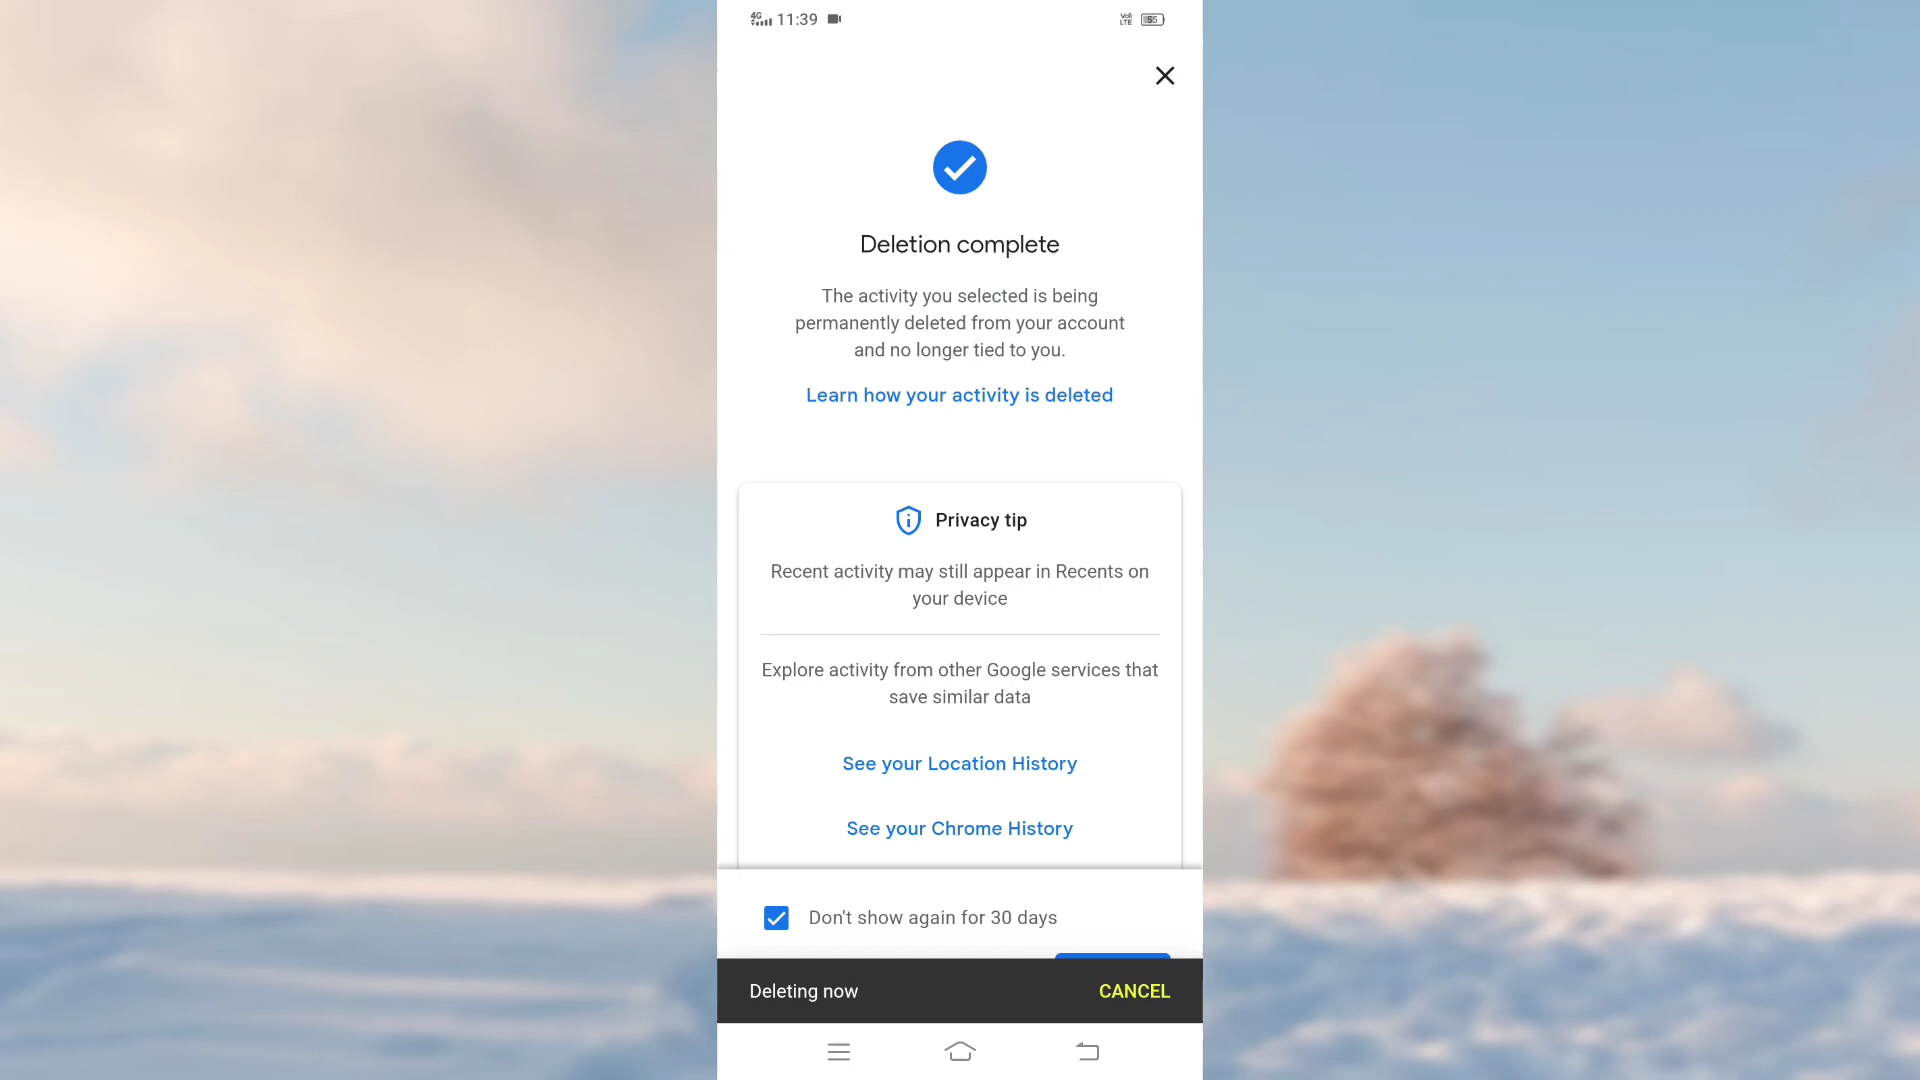 4G 11:39 VoLTE 55
Deletion complete
The activity you selected is being
permanently deleted from your account
and no longer tied to you.
Learn how your activity is deleted
Privacy tip
Recent activity may still appear in Recents on
your device
Explore activity from other Google services that
save similar data
See your Location History
See your Chrome History
Don't show again for 30 days
Deleting now CANCEL